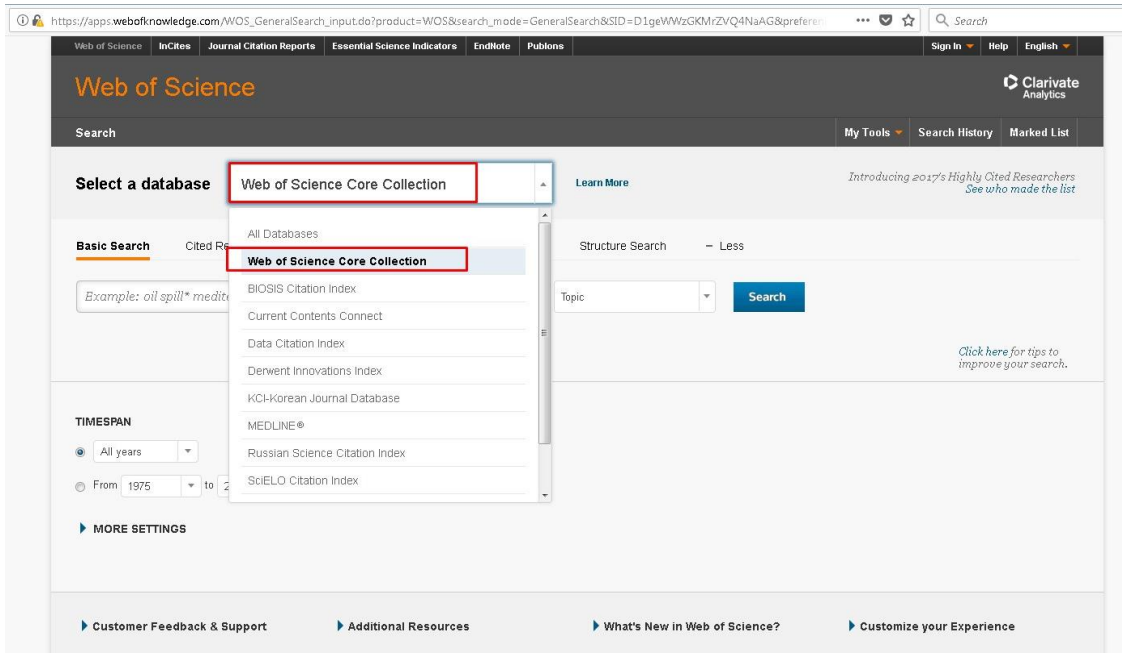 https://apps.webofknowledge.com/WOS_GeneralSearch_input.do?product=WOS&search_mode=GeneralSearch&SID=D1geWWzGKMrZVQ4NaAG&preferen
Search
Web of Science InCites Journal Citation Reports Essential Science Indicators EndNote Publons Sign In Help English
Web of Science
Clarivate
Analytics
Search My Tools Search History Marked List
Select a database Web of Science Core Collection Learn More
Introducing 2017's Highly Cited Researchers
See who made the list
All Databases
Basic Search Cited Re Structure Search − Less
Web of Science Core Collection
Example: oil spill* medite Topic Search
BIOSIS Citation Index
Current Contents Connect
Data Citation Index
Click here for tips to
improve your search.
Derwent Innovations Index
KCI-Korean Journal Database
TIMESPAN
MEDLINE®
All years
Russian Science Citation Index
From 1975 to 2
SciELO Citation Index
MORE SETTINGS
Customer Feedback & Support Additional Resources What's New in Web of Science? Customize your Experience